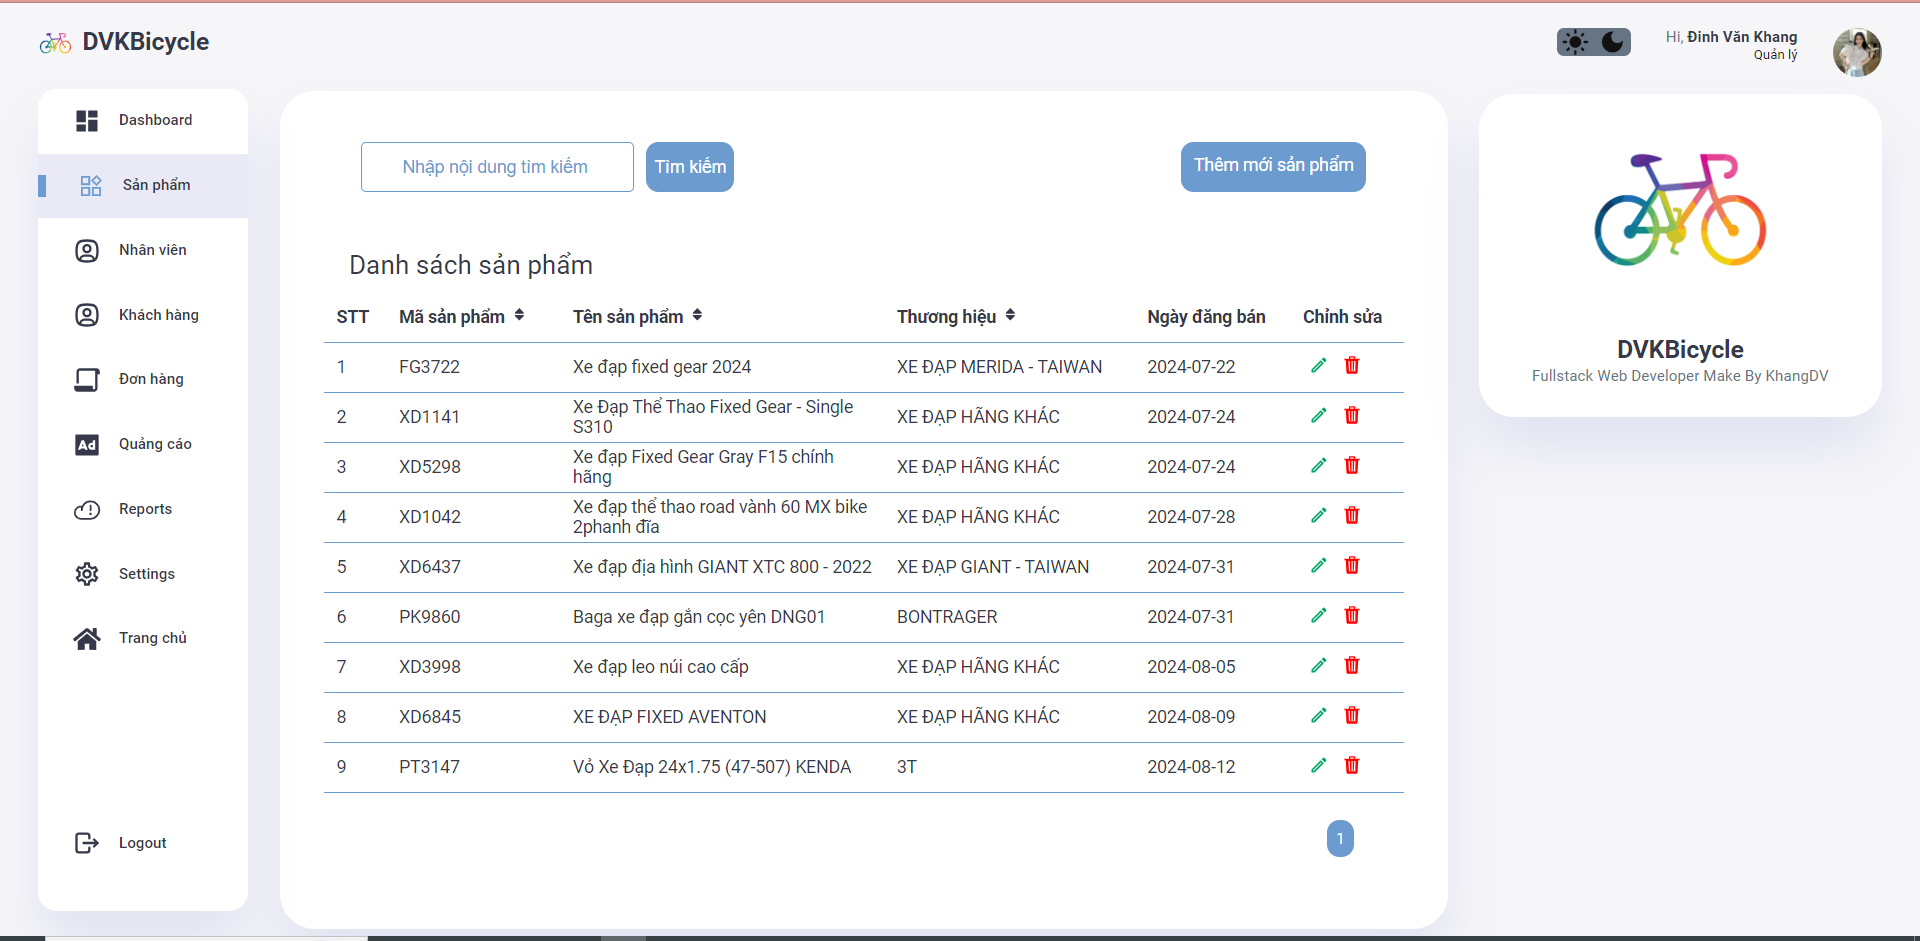 DVKBicycle
Hi, Đinh Văn Khang
Quản lý
Dashboard
Sản phẩm
Nhân viên
Khách hàng
Đơn hàng
Ad Quảng cáo
Reports
Settings
Trang chủ
Logout
Nhập nội dung tìm kiếm Tìm kiếm Thêm mới sản phẩm
Danh sách sản phẩm
STT Mã sản phẩm Tên sản phẩm Thương hiệu Ngày đăng bán Chỉnh sửa
1 FG3722 Xe đạp fixed gear 2024 XE ĐẠP MERIDA - TAIWAN 2024-07-22
2 XD1141 Xe Đạp Thể Thao Fixed Gear - Single S310 XE ĐẠP HÃNG KHÁC 2024-07-24
3 XD5298 Xe đạp Fixed Gear Gray F15 chính hãng XE ĐẠP HÃNG KHÁC 2024-07-24
4 XD1042 Xe đạp thể thao road vành 60 MX bike 2phanh đĩa XE ĐẠP HÃNG KHÁC 2024-07-28
5 XD6437 Xe đạp địa hình GIANT XTC 800 - 2022 XE ĐẠP GIANT - TAIWAN 2024-07-31
6 PK9860 Baga xe đạp gắn cọc yên DNG01 BONTRAGER 2024-07-31
7 XD3998 Xe đạp leo núi cao cấp XE ĐẠP HÃNG KHÁC 2024-08-05
8 XD6845 XE ĐẠP FIXED AVENTON XE ĐẠP HÃNG KHÁC 2024-08-09
9 PT3147 Vỏ Xe Đạp 24x1.75 (47-507) KENDA 3T 2024-08-12
1
DVKBicycle
Fullstack Web Developer Make By KhangDV